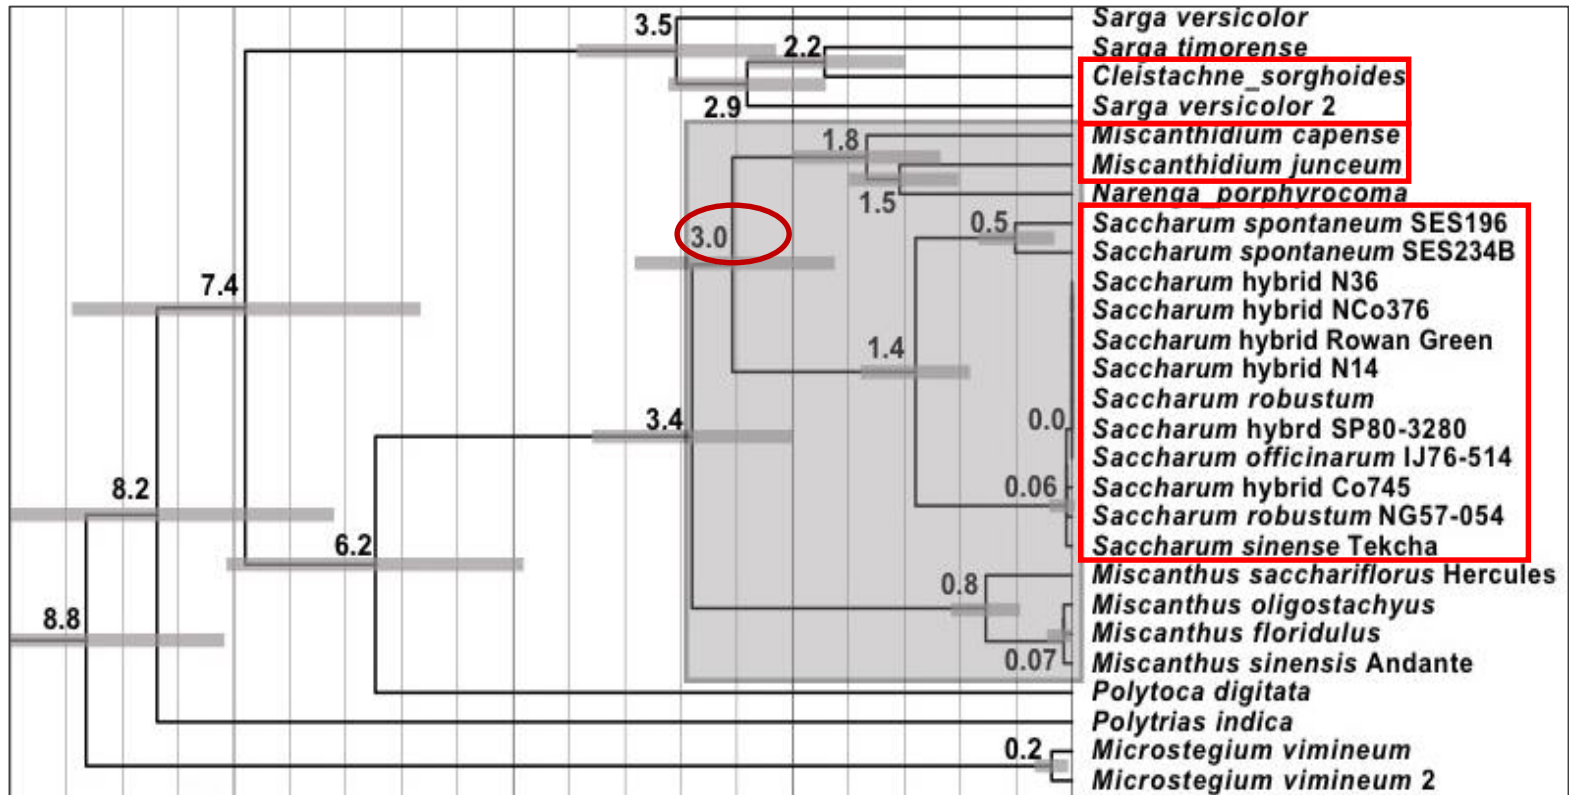 3.5
Sarga versicolor
2.2
Sarga timorense
Cleistachne_sorghoides
2.9
Sarga versicolor 2
1.8
Miscanthidium capense
Miscanthidium junceum
1.5
Narenga_porphyrocoma
0.5
Saccharum spontaneum SES196
3.0
Saccharum spontaneum SES234B
7.4
Saccharum hybrid N36
Saccharum hybrid NCo376
Saccharum hybrid Rowan Green
1.4
Saccharum hybrid N14
Saccharum robustum
3.4
0.0
Saccharum hybrd SP80-3280
Saccharum officinarum IJ76-514
8.2
0.06
Saccharum hybrid Co745
Saccharum robustum NG57-054
6.2
Saccharum sinense Tekcha
0.8
Miscanthus sacchariflorus Hercules
8.8
Miscanthus oligostachyus
Miscanthus floridulus
0.07
Miscanthus sinensis Andante
Polytoca digitata
Polytrias indica
0.2
Microstegium vimineum
Microstegium vimineum 2